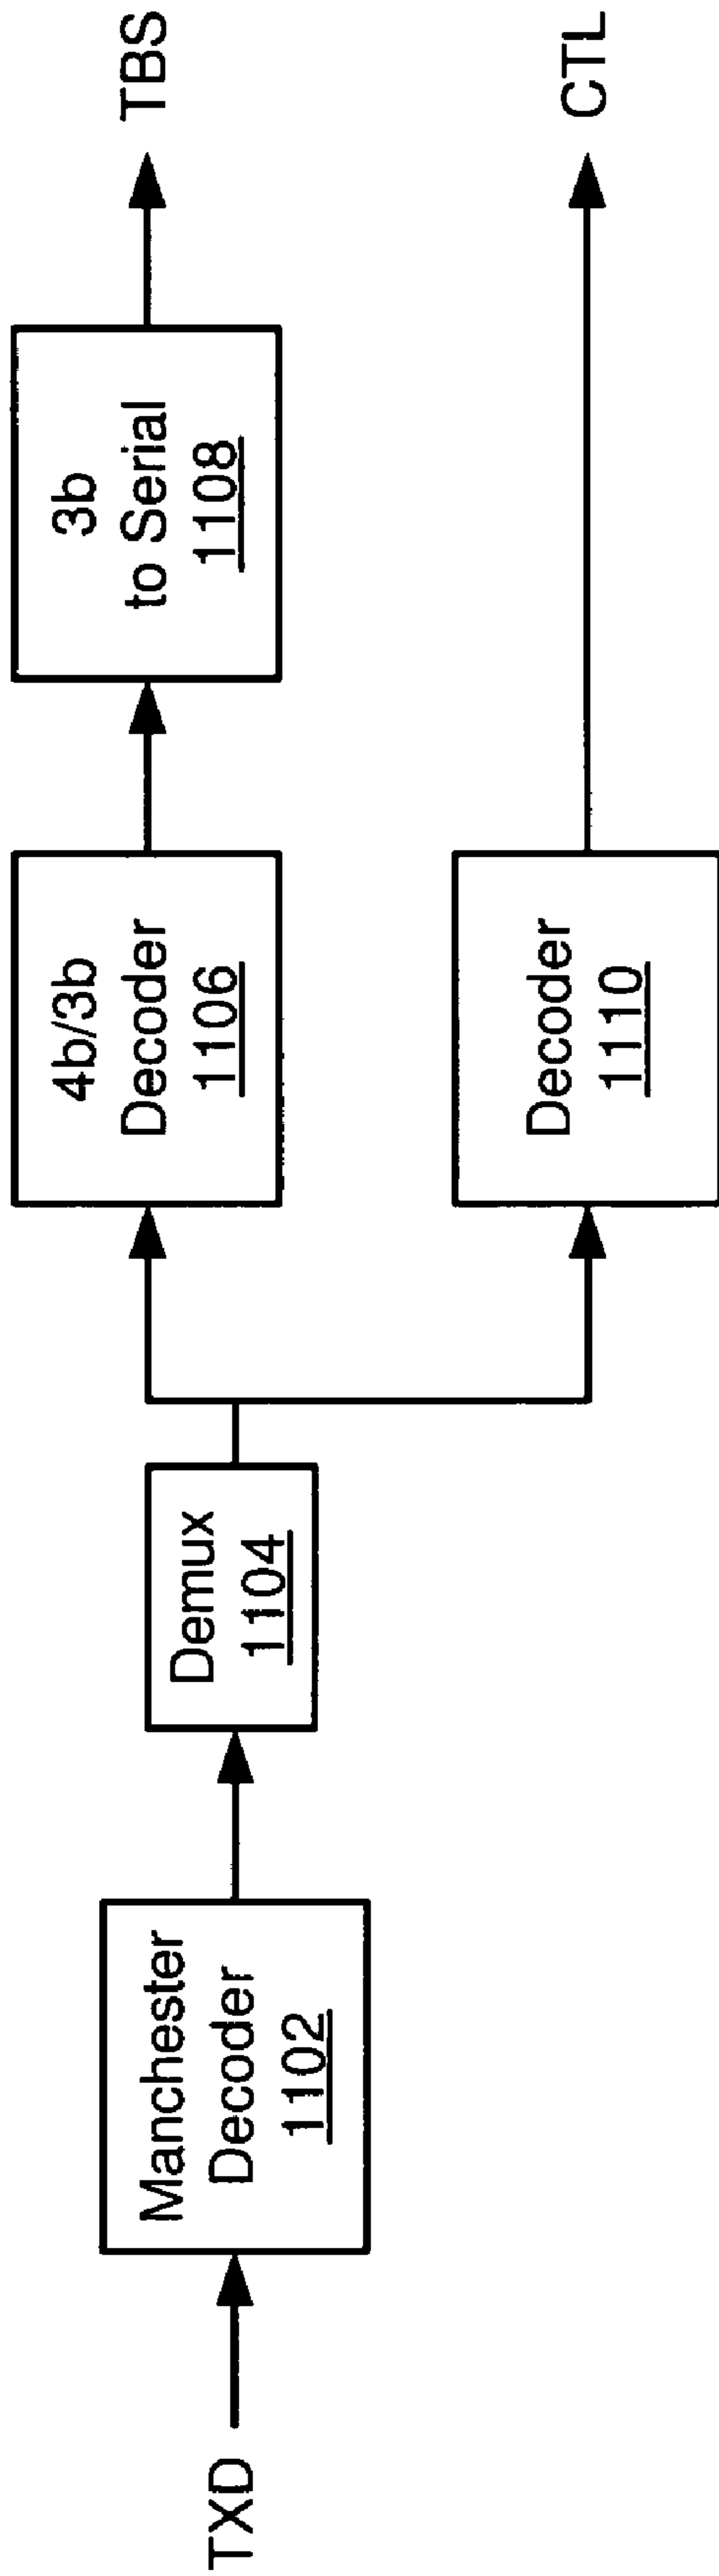 TXD
Manchester
Decoder
1102
Demux
1104
4b/3b
Decoder
1106
3b
to Serial
1108
TBS
Decoder
1110
CTL